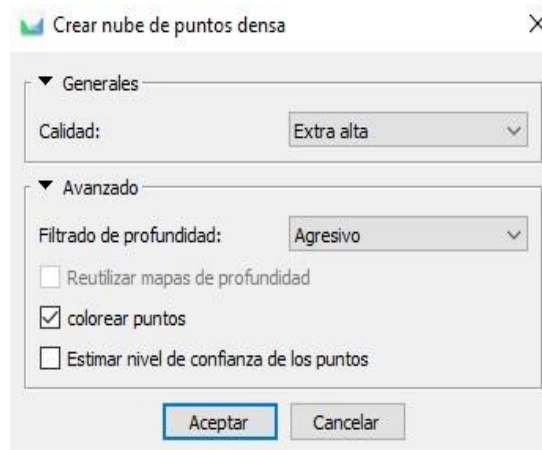 Crear nube de puntos densa
Generales
Calidad: Extra alta
Avanzado
Filtrado de profundidad: Agresivo
Reutilizar mapas de profundidad
colorear puntos
Estimar nivel de confianza de los puntos
Aceptar Cancelar